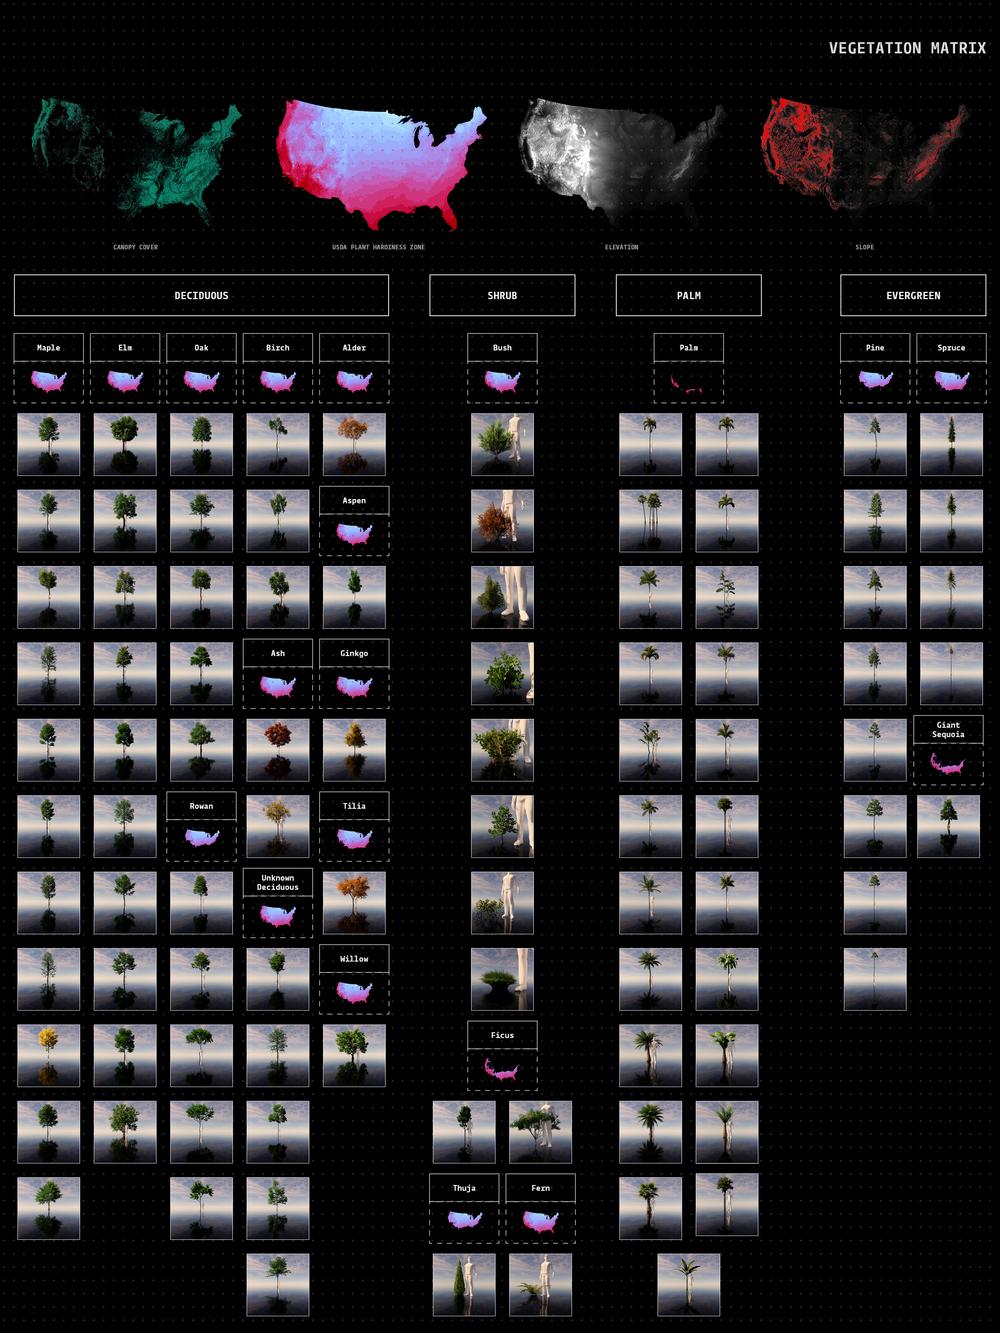 VEGETATION MATRIX
CANOPY COVER
USDA PLANT HARDINESS ZONE
ELEVATION
SLOPE
DECIDUOUS
SHRUB
PALM
EVERGREEN
Maple
Elm
Oak
Birch
Alder
Bush
Palm
Pine
Spruce
Aspen
Ash
Ginkgo
Giant
Sequoia
Rowan
Tilia
Unknown
Deciduous
Willow
Ficus
Thuja
Fern